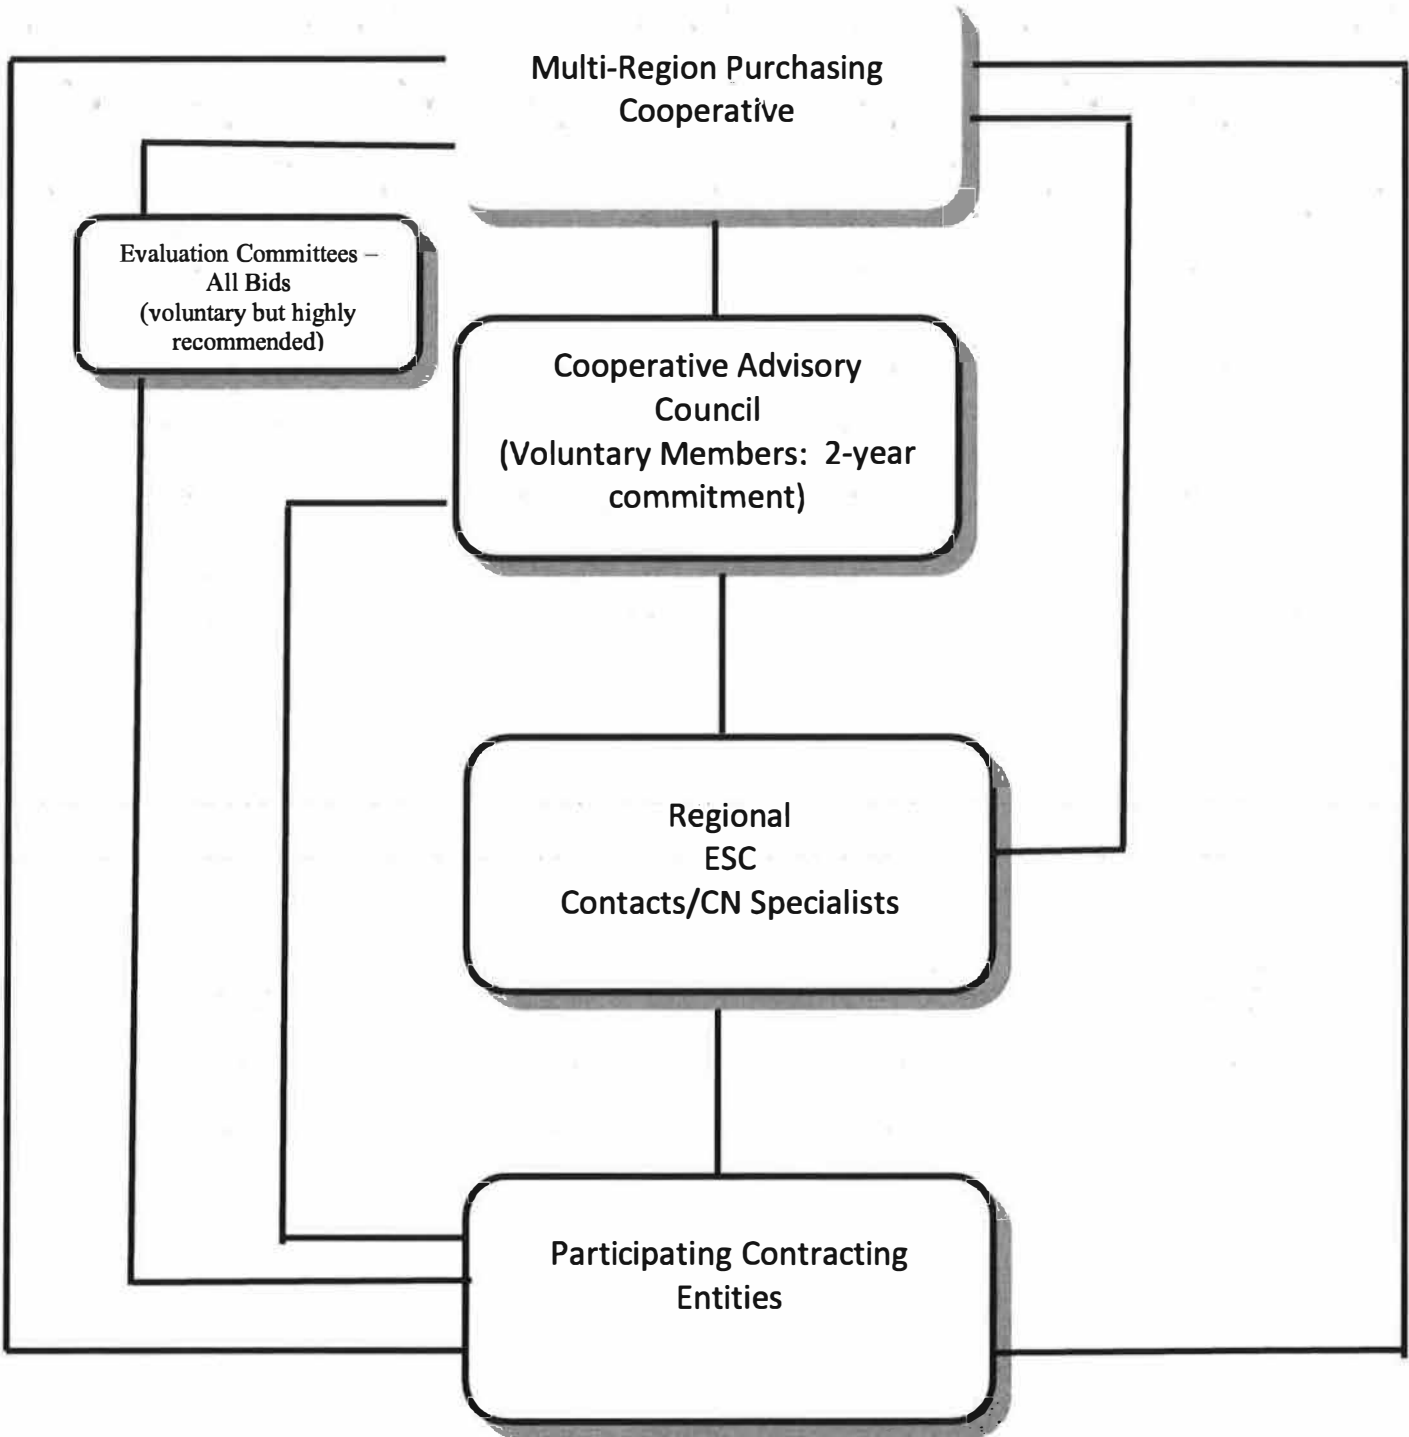 Multi-Region Purchasing
Cooperative
Evaluation Committees –
All Bids
(voluntary but highly
recommended)
Cooperative Advisory
Council
(Voluntary Members:  2-year
commitment)
Regional
ESC
Contacts/CN Specialists
Participating Contracting
Entities